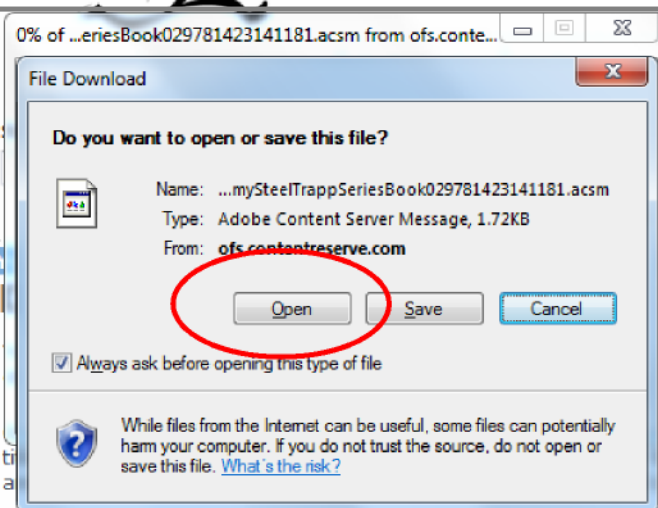 0% of ...eriesBook029781423141181.acsm from ofs.conte...
File Download
Do you want to open or save this file?
Name: ...mySteelTrappSeriesBook029781423141181.acsm
Type: Adobe Content Server Message, 1.72KB
From: ofs.contentreserve.com
Open Save Cancel
Always ask before opening this type of file
While files from the Internet can be useful, some files can potentially
harm your computer. If you do not trust the source, do not open or
save this file. What's the risk?